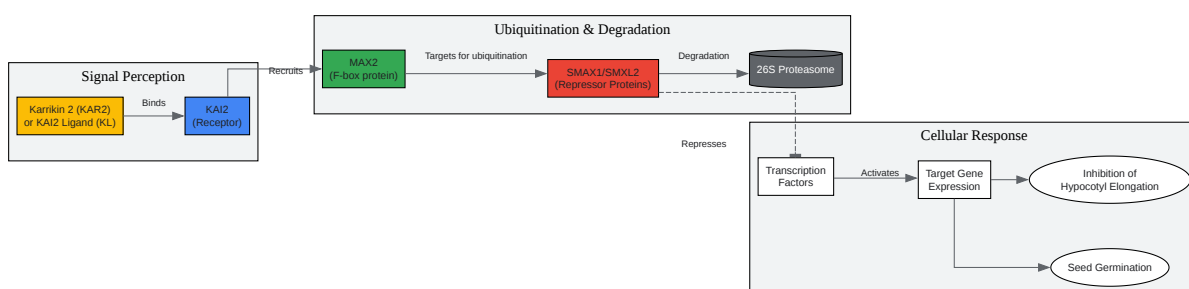 Ubiquitination & Degradation
MAX2
(F-box protein)
Targets for ubiquitination
SMAX1/SMXL2
(Repressor Proteins)
Degradation
26S Proteasome
Recruits
Signal Perception
Karrikin 2 (KAR2)
or KAI2 Ligand (KL)
Binds
KAI2
(Receptor)
Represses
Cellular Response
Transcription
Factors
Activates
Target Gene
Expression
Inhibition of
Hypocotyl Elongation
Seed Germination